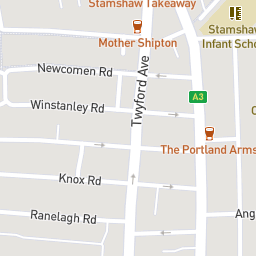 Stamshaw Takeaway
Stamshaw
Infant Scho
Mother Shipton
Newcomen Rd
Twyford Ave
A3
Winstanley Rd
The Portland Arms
Knox Rd
Ranelagh Rd
Ang